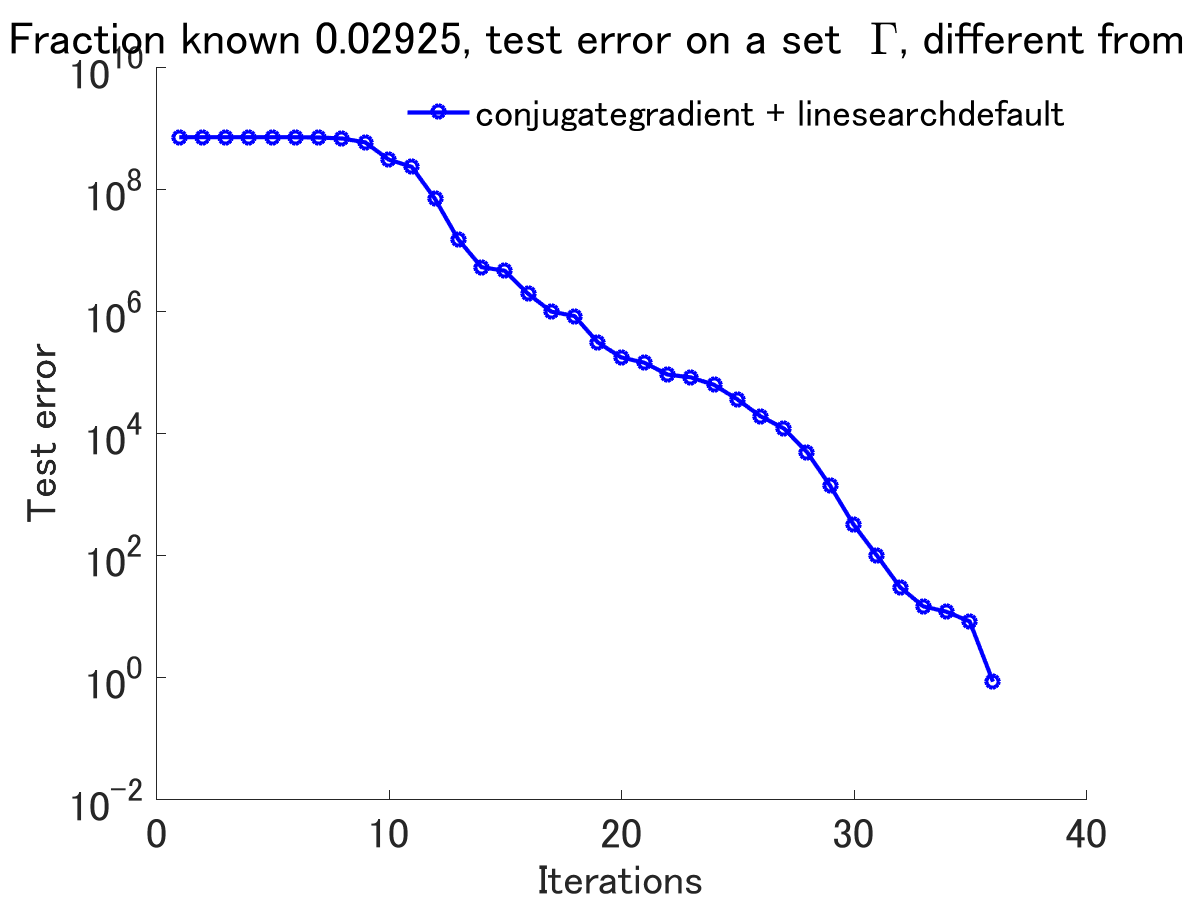 Fraction known 0.02925, test error on a set Γ, different from
10^10
conjugategradient + linesearchdefault
10^8
10^6
10^4
10^2
10^0
10^−2
Test error
0 10 20 30 40
Iterations